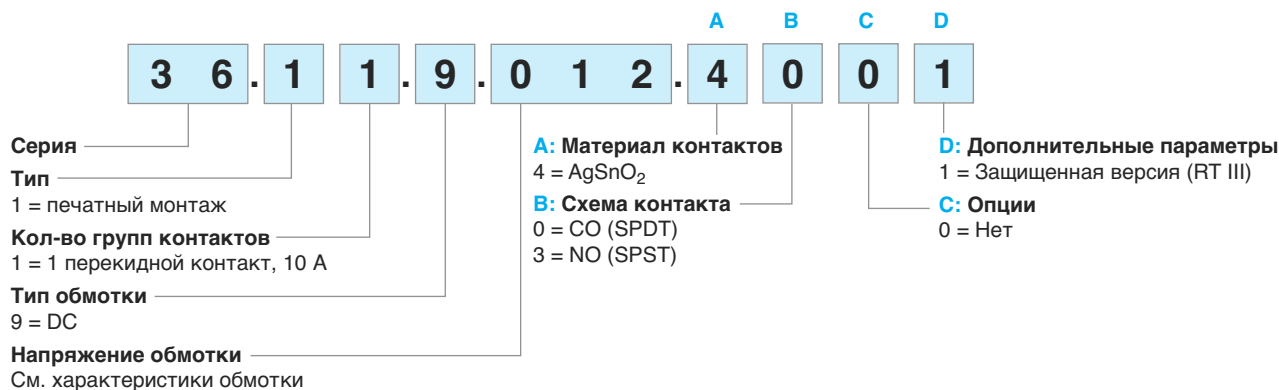 A B C D
3 6 . 1 1 . 9 . 0 1 2 . 4 0 0 1
Серия
Тип
1 = печатный монтаж
Кол-во групп контактов
1 = 1 перекидной контакт, 10 A
Тип обмотки
9 = DC
Напряжение обмотки
См. характеристики обмотки
A: Материал контактов
4 = AgSnO₂
B: Схема контакта
0 = CO (SPDT)
3 = NO (SPST)
D: Дополнительные параметры
1 = Защищенная версия (RT III)
C: Опции
0 = Нет